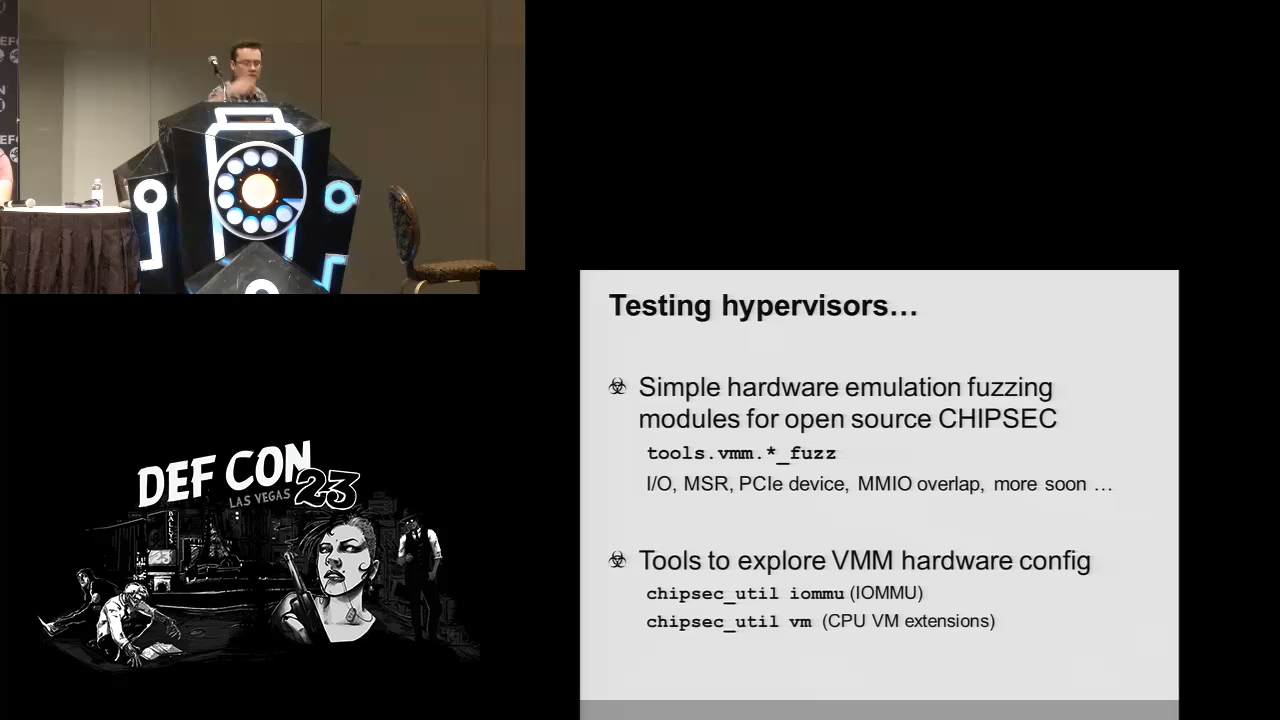 Testing hypervisors…
Simple hardware emulation fuzzing
modules for open source CHIPSEC
tools.vmm.*_fuzz
I/O, MSR, PCIe device, MMIO overlap, more soon …
Tools to explore VMM hardware config
chipsec_util iommu (IOMMU)
chipsec_util vm (CPU VM extensions)
DEF CON
LAS VEGAS 23
BALLYS